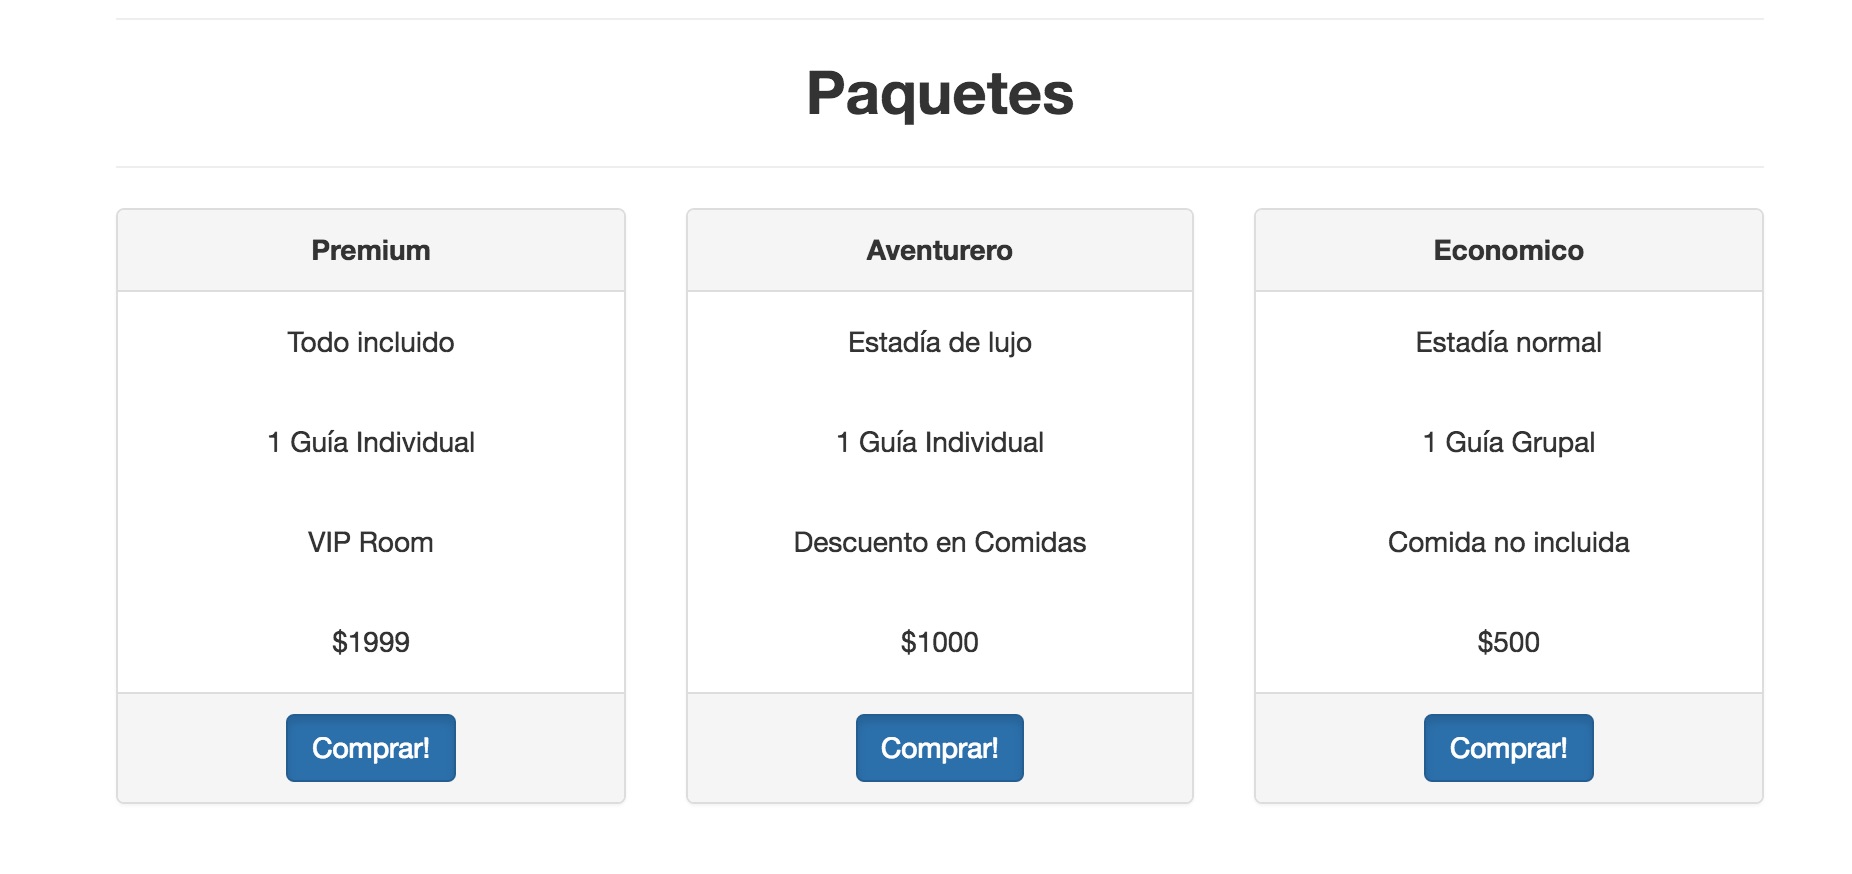 Paquetes
Premium
Todo incluido
1 Guía Individual
VIP Room
$1999
Comprar!
Aventurero
Estadía de lujo
1 Guía Individual
Descuento en Comidas
$1000
Comprar!
Economico
Estadía normal
1 Guía Grupal
Comida no incluida
$500
Comprar!